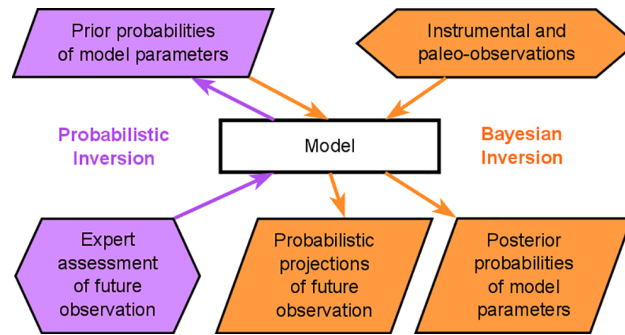 Prior probabilities
of model parameters
Instrumental and
paleo-observations
Probabilistic
Inversion
Model
Bayesian
Inversion
Expert
assessment
of future
observation
Probabilistic
projections
of future
observation
Posterior
probabilities
of model
parameters